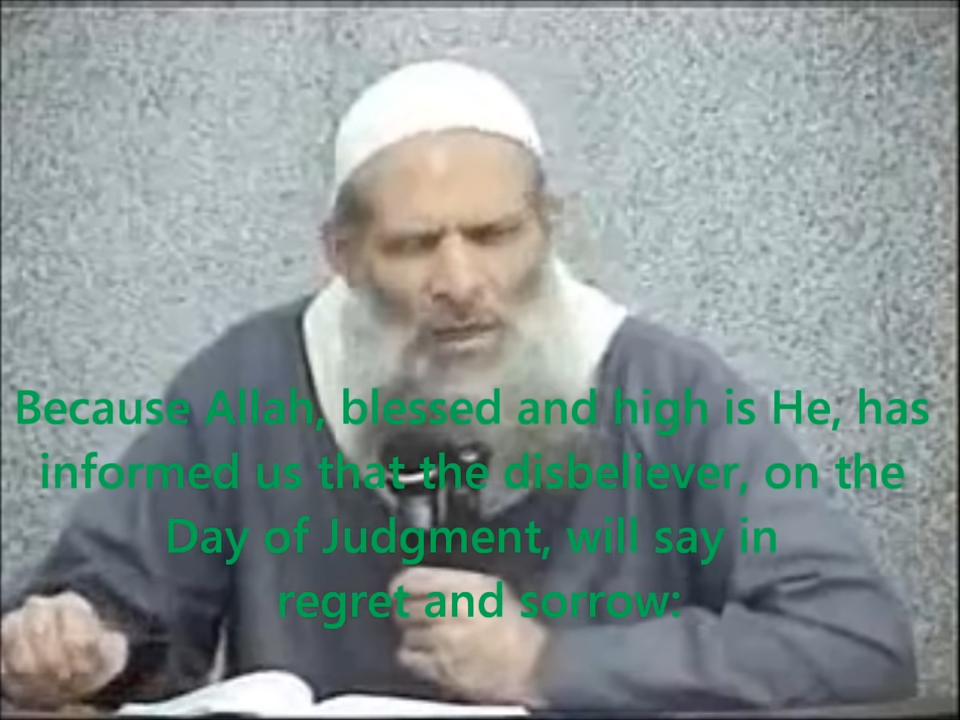 Because Allah, blessed and high is He, has
informed us that the disbeliever, on the
Day of Judgment, will say in
regret and sorrow: